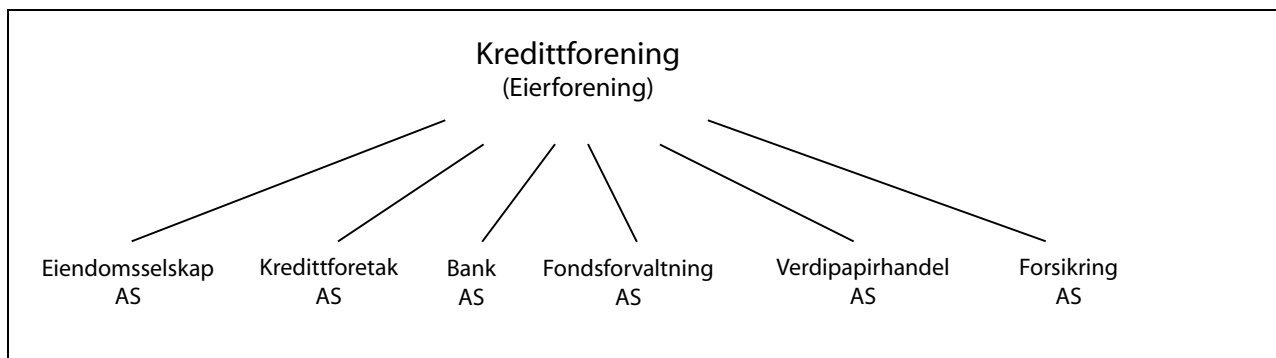 Kredittforening
(Eierforening)
Eiendomsselskap
AS
Kredittforetak
AS
Bank
AS
Fondsforvaltning
AS
Verdipapirhandel
AS
Forsikring
AS